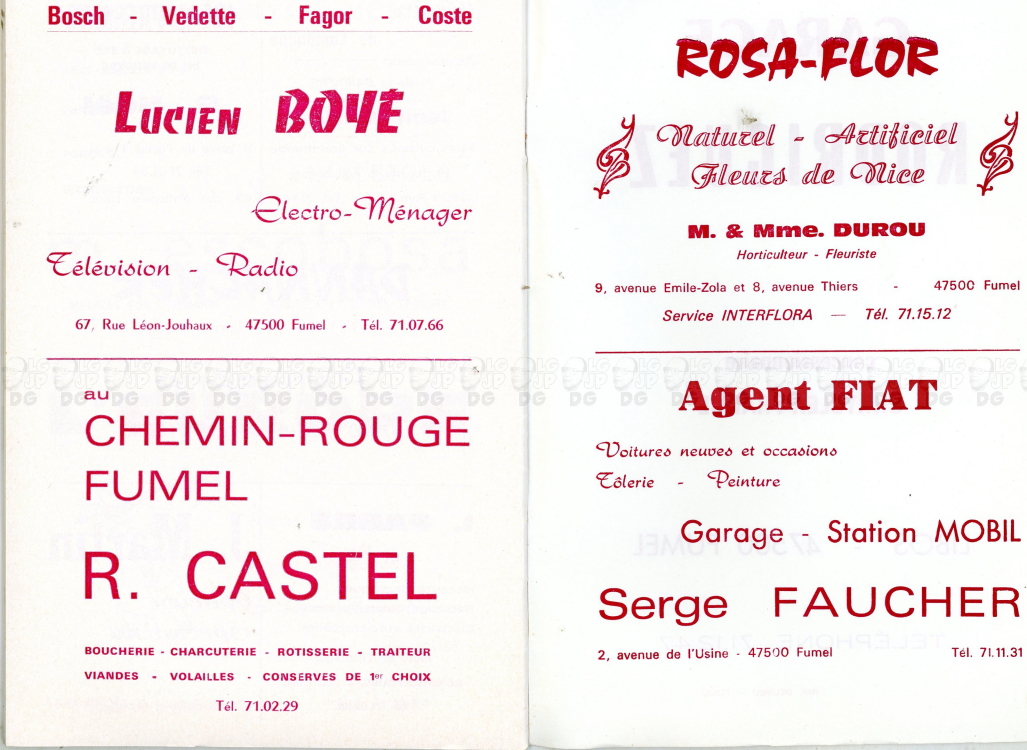 Bosch - Vedette - Fagor - Coste
Lucien BOYÉ
Electro-Ménager
Télévision - Radio
67, Rue Léon-Jouhaux - 47500 Fumel - Tél. 71.07.66
au
CHEMIN-ROUGE
FUMEL
R. CASTEL
BOUCHERIE - CHARCUTERIE - ROTISSERIE - TRAITEUR
VIANDES - VOLAILLES - CONSERVES DE 1er CHOIX
Tél. 71.02.29
ROSA-FLOR
Naturel - Artificiel
Fleurs de Nice
M. & Mme. DUROU
Horticulteur - Fleuriste
9, avenue Emile-Zola et 8, avenue Thiers - 47500 Fumel
Service INTERFLORA — Tél. 71.15.12
Agent FIAT
Voitures neuves et occasions
Tôlerie - Peinture
Garage - Station MOBIL
Serge FAUCHER
2, avenue de l'Usine - 47500 Fumel Tél. 71.11.31